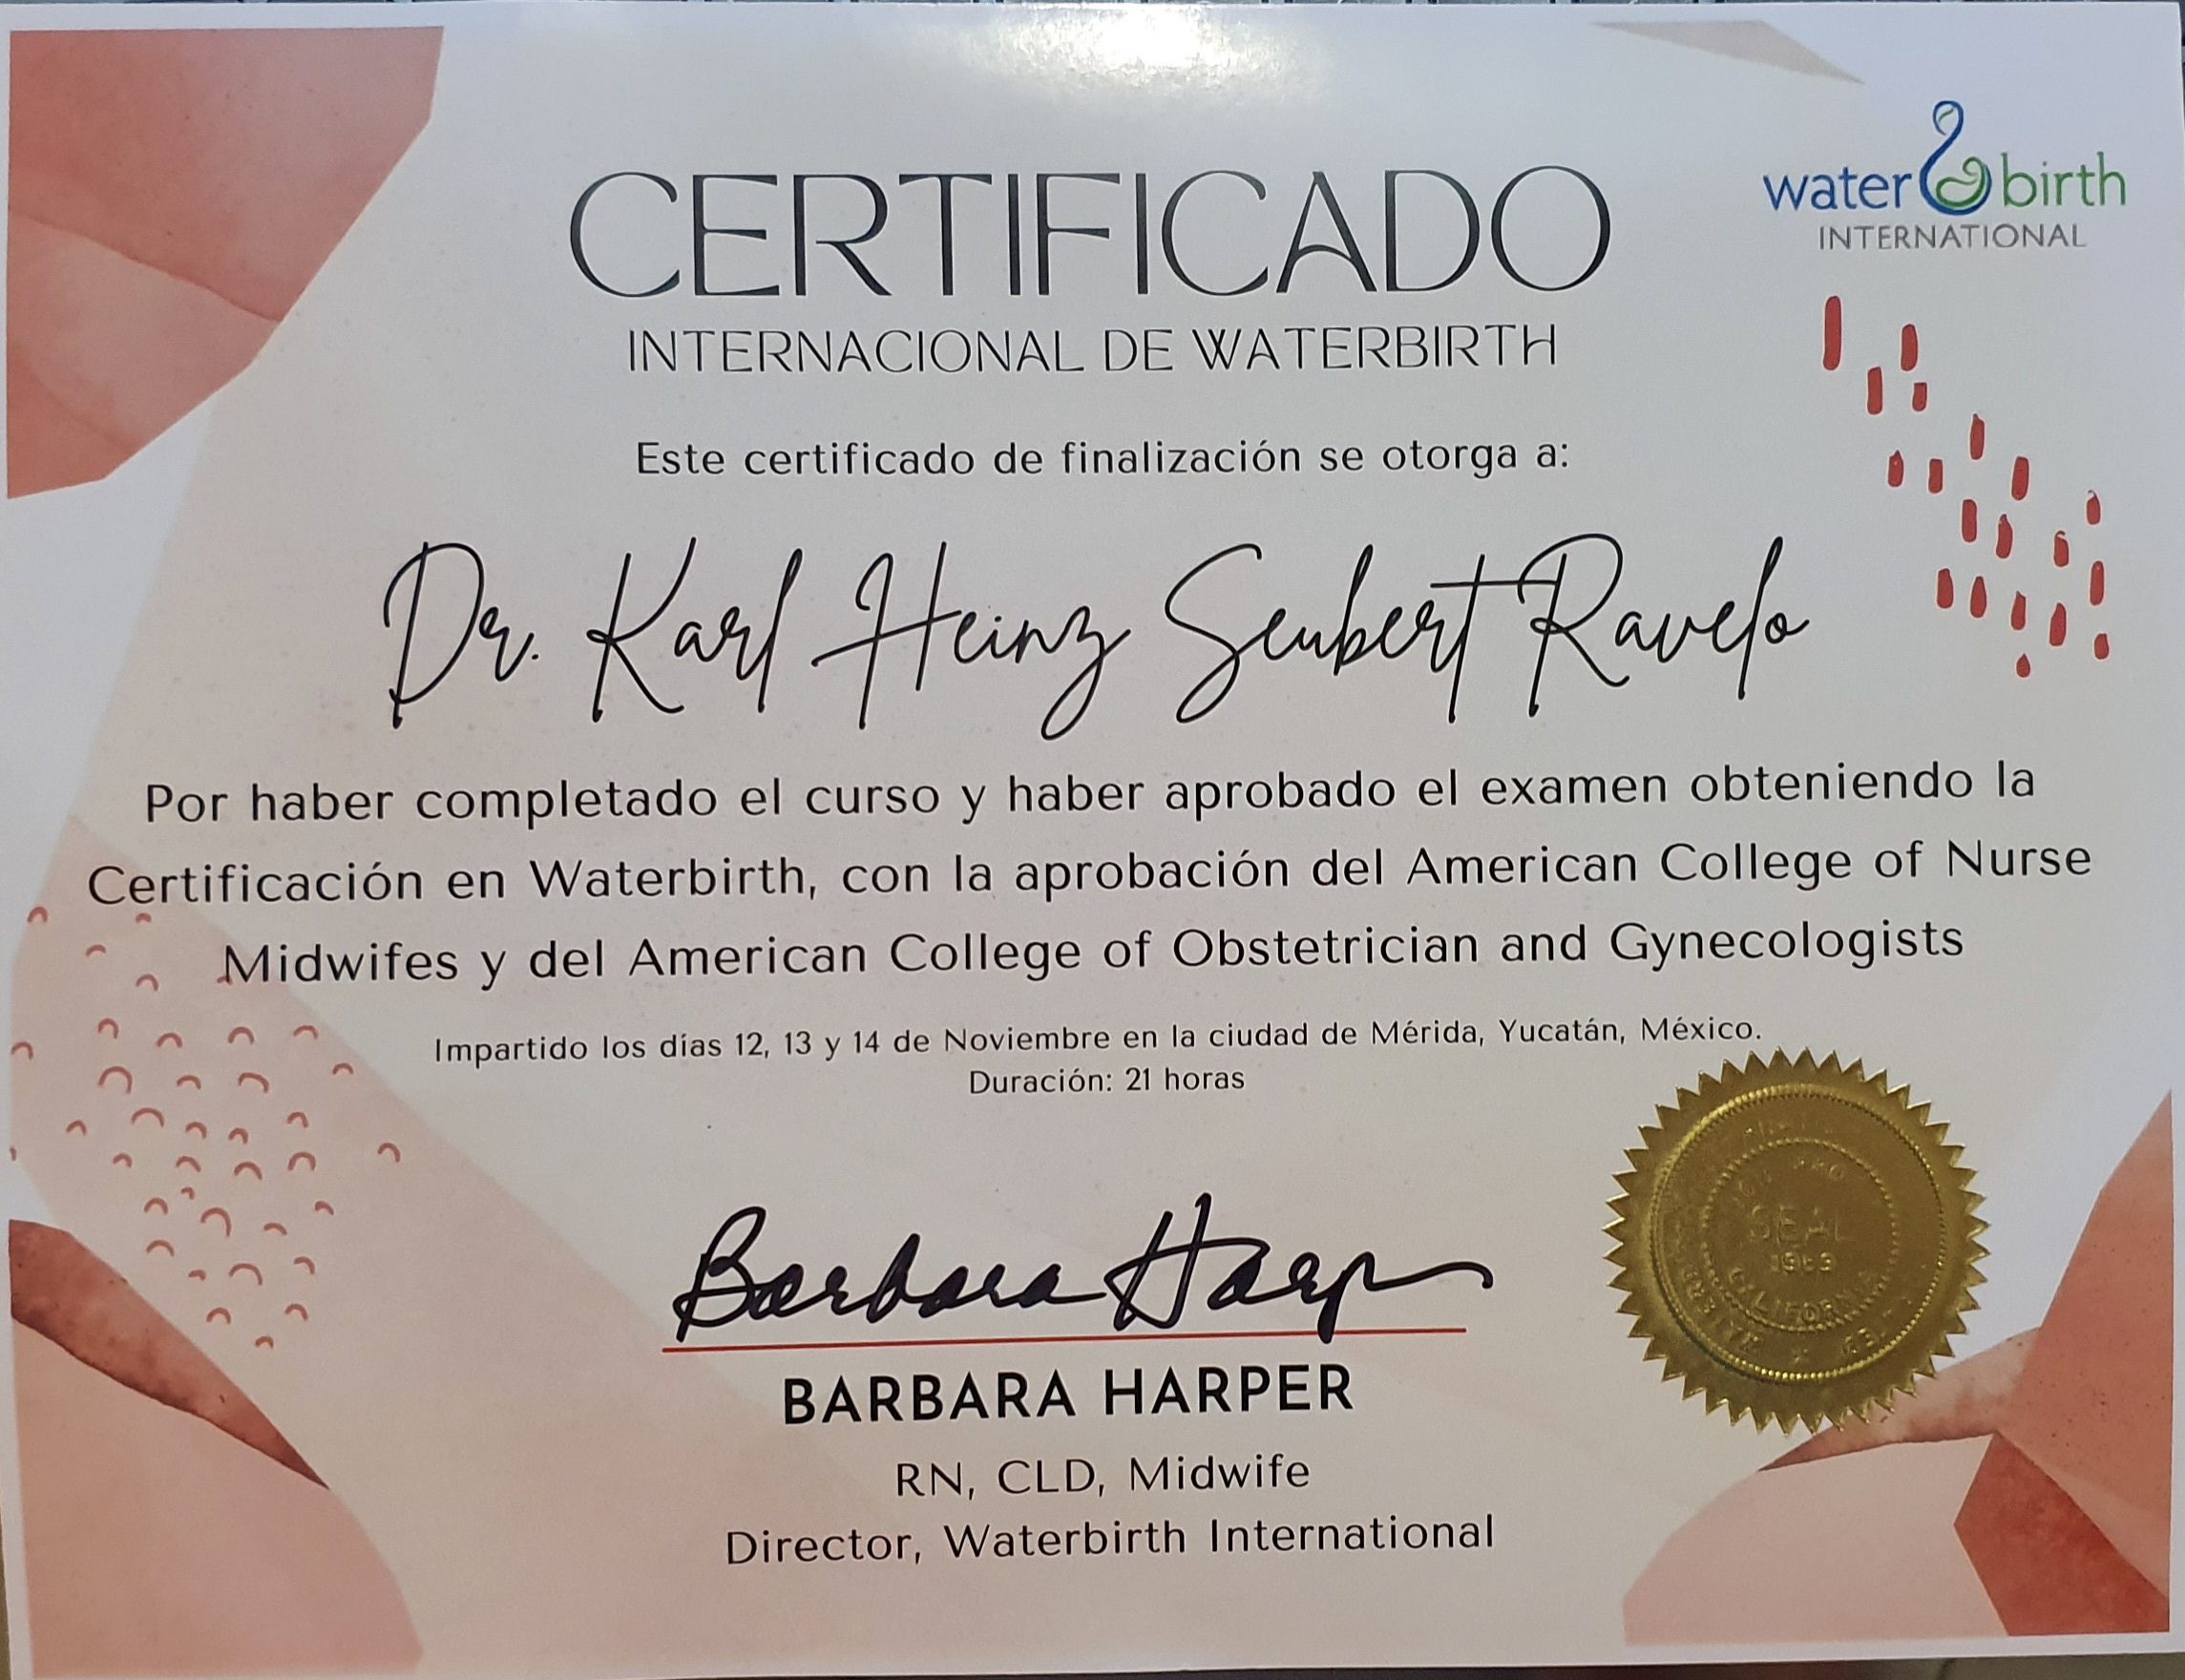 CERTIFICADO
water birth
INTERNATIONAL
INTERNACIONAL DE WATERBIRTH
Este certificado de finalización se otorga a:
Dr. Karl Heinz Seubert Ravelo
Por haber completado el curso y haber aprobado el examen obteniendo la
Certificación en Waterbirth, con la aprobación del American College of Nurse
Midwifes y del American College of Obstetrician and Gynecologists
Impartido los días 12, 13 y 14 de Noviembre en la ciudad de Mérida, Yucatán, México.
Duración: 21 horas
SEAL
CALIFORNIA
Barbara Harper
BARBARA HARPER
RN, CLD, Midwife
Director, Waterbirth International